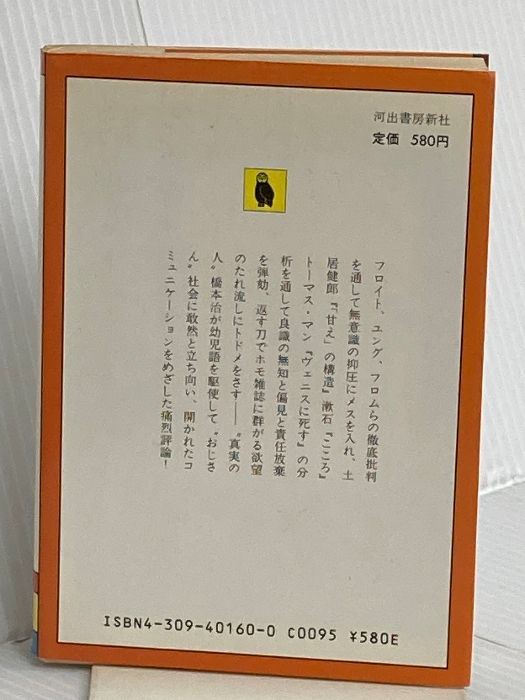 河出書房新社
定価 580円
フロイト、ユング、フロムらの徹底批判
を通して無意識の抑圧にメスを入れ、土
居健郎『「甘え」の構造』漱石『こころ』
トーマス・マン『ヴェニスに死す』の分
析を通して良識の無知と偏見と責任放棄
を弾劾、返す刀でホモ雑誌に群がる欲望
のたれ流しにトドメをさす——〝真実の
人〟橋本治が幼児語を駆使して〝おじさ
ん〟社会に敢然と立ち向い、開かれたコ
ミュニケーションをめざした痛烈評論！
ISBN4-309-40160-0 C0095 ¥580E